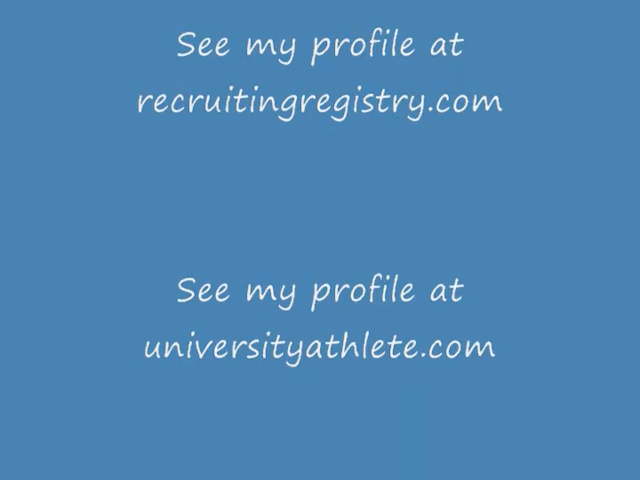 See my profile at
recruitingregistry.com
See my profile at
universityathlete.com